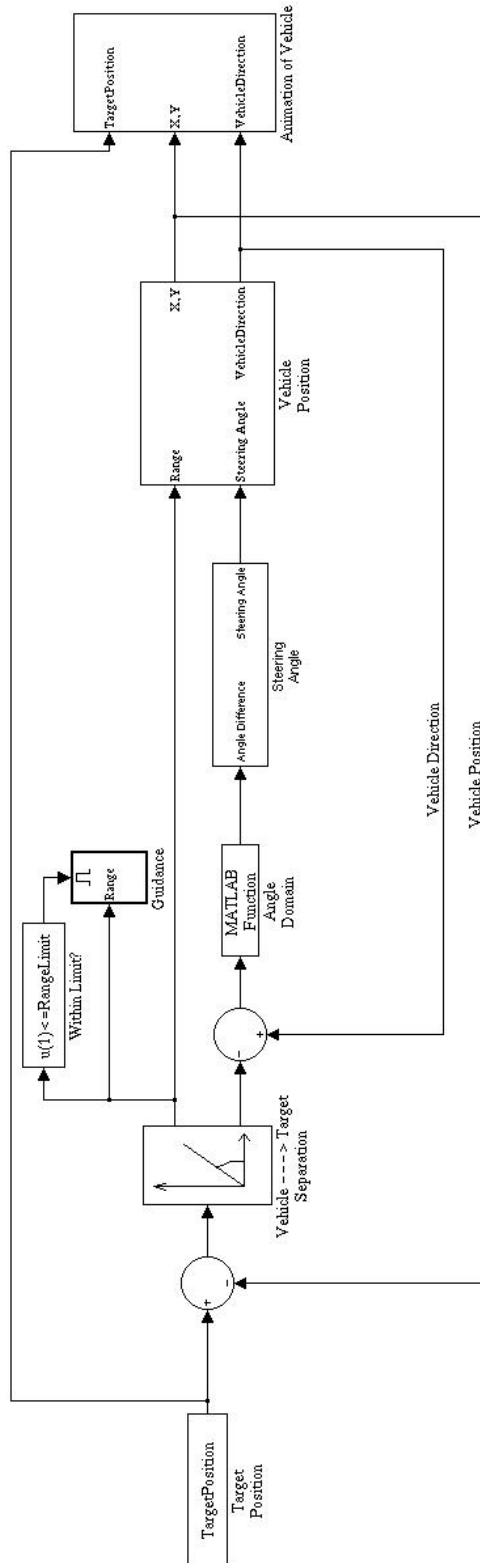 TargetPosition
Target
Position
+
-
Vehicle - - - -> Target
Separation
u(1)<=RangeLimit
Within Limit?
Range
Guidance
-
+
MATLAB
Function
Angle
Domain
Angle Difference
Steering Angle
Steering
Angle
Range
X,Y
Steering Angle
VehicleDirection
Vehicle
Position
TargetPosition
X,Y
VehicleDirection
Animation of Vehicle
Vehicle Direction
Vehicle Position